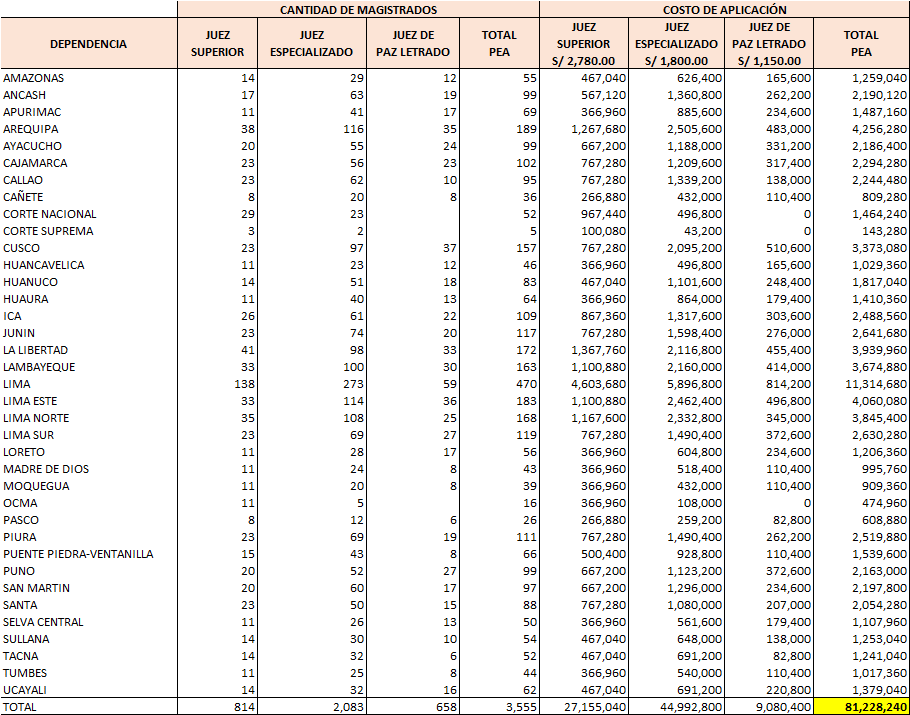 CANTIDAD DE MAGISTRADOS COSTO DE APLICACIÓN
DEPENDENCIA JUEZ SUPERIOR JUEZ ESPECIALIZADO JUEZ DE PAZ LETRADO TOTAL PEA JUEZ SUPERIOR S/ 2,780.00 JUEZ ESPECIALIZADO S/ 1,800.00 JUEZ DE PAZ LETRADO S/ 1,150.00 TOTAL PEA
AMAZONAS 14 29 12 55 467,040 626,400 165,600 1,259,040
ANCASH 17 63 19 99 567,120 1,360,800 262,200 2,190,120
APURIMAC 11 41 17 69 366,960 885,600 234,600 1,487,160
AREQUIPA 38 116 35 189 1,267,680 2,505,600 483,000 4,256,280
AYACUCHO 20 55 24 99 667,200 1,188,000 331,200 2,186,400
CAJAMARCA 23 56 23 102 767,280 1,209,600 317,400 2,294,280
CALLAO 23 62 10 95 767,280 1,339,200 138,000 2,244,480
CAÑETE 8 20 8 36 266,880 432,000 110,400 809,280
CORTE NACIONAL 29 23 52 967,440 496,800 0 1,464,240
CORTE SUPREMA 3 2 5 100,080 43,200 0 143,280
CUSCO 23 97 37 157 767,280 2,095,200 510,600 3,373,080
HUANCAVELICA 11 23 12 46 366,960 496,800 165,600 1,029,360
HUANUCO 14 51 18 83 467,040 1,101,600 248,400 1,817,040
HUAURA 11 40 13 64 366,960 864,000 179,400 1,410,360
ICA 26 61 22 109 867,360 1,317,600 303,600 2,488,560
JUNIN 23 74 20 117 767,280 1,598,400 276,000 2,641,680
LA LIBERTAD 41 98 33 172 1,367,760 2,116,800 455,400 3,939,960
LAMBAYEQUE 33 100 30 163 1,100,880 2,160,000 414,000 3,674,880
LIMA 138 273 59 470 4,603,680 5,896,800 814,200 11,314,680
LIMA ESTE 33 114 36 183 1,100,880 2,462,400 496,800 4,060,080
LIMA NORTE 35 108 25 168 1,167,600 2,332,800 345,000 3,845,400
LIMA SUR 23 69 27 119 767,280 1,490,400 372,600 2,630,280
LORETO 11 28 17 56 366,960 604,800 234,600 1,206,360
MADRE DE DIOS 11 24 8 43 366,960 518,400 110,400 995,760
MOQUEGUA 11 20 8 39 366,960 432,000 110,400 909,360
OCMA 11 5 16 366,960 108,000 0 474,960
PASCO 8 12 6 26 266,880 259,200 82,800 608,880
PIURA 23 69 19 111 767,280 1,490,400 262,200 2,519,880
PUENTE PIEDRA-VENTANILLA 15 43 8 66 500,400 928,800 110,400 1,539,600
PUNO 20 52 27 99 667,200 1,123,200 372,600 2,163,000
SAN MARTIN 20 60 17 97 667,200 1,296,000 234,600 2,197,800
SANTA 23 50 15 88 767,280 1,080,000 207,000 2,054,280
SELVA CENTRAL 11 26 13 50 366,960 561,600 179,400 1,107,960
SULLANA 14 30 10 54 467,040 648,000 138,000 1,253,040
TACNA 14 32 6 52 467,040 691,200 82,800 1,241,040
TUMBES 11 25 8 44 366,960 540,000 110,400 1,017,360
UCAYALI 14 32 16 62 467,040 691,200 220,800 1,379,040
TOTAL 814 2,083 658 3,555 27,155,040 44,992,800 9,080,400 81,228,240